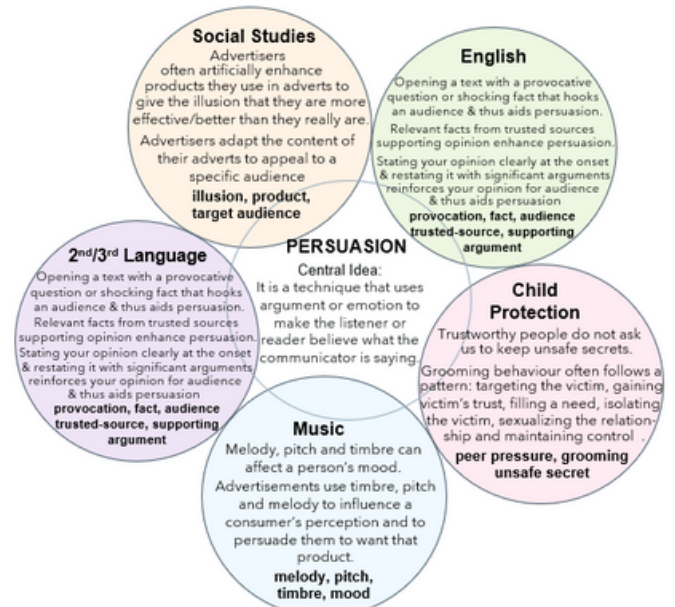 Social Studies
Advertisers
often artificially enhance
products they use in adverts to
give the illusion that they are more
effective/better than they really are.
Advertisers adapt the content of
their adverts to appeal to a
specific audience
illusion, product,
target audience
English
Opening a text with a provocative
question or shocking fact that hooks
an audience & thus aids persuasion.
Relevant facts from trusted sources
supporting opinion enhance persuasion.
Stating your opinion clearly at the onset
& restating it with significant arguments
reinforces your opinion for audience
& thus aids persuasion
provocation, fact, audience
trusted-source, supporting
argument
2nd/3rd Language
Opening a text with a provocative
question or shocking fact that hooks
an audience & thus aids persuasion.
Relevant facts from trusted sources
supporting opinion enhance persuasion.
Stating your opinion clearly at the onset
& restating it with significant arguments
reinforces your opinion for audience
& thus aids persuasion
provocation, fact, audience
trusted-source, supporting
argument
PERSUASION
Central Idea:
It is a technique that uses
argument or emotion to
make the listener or
reader believe what the
communicator is saying.
Child
Protection
Trustworthy people do not ask
us to keep unsafe secrets.
Grooming behaviour often follows a
pattern: targeting the victim, gaining
victim's trust, filling a need, isolating
the victim, sexualizing the relation-
ship and maintaining control .
peer pressure, grooming
unsafe secret
Music
Melody, pitch and timbre can
affect a person's mood.
Advertisements use timbre, pitch
and melody to influence a
consumer's perception and to
persuade them to want that
product.
melody, pitch,
timbre, mood